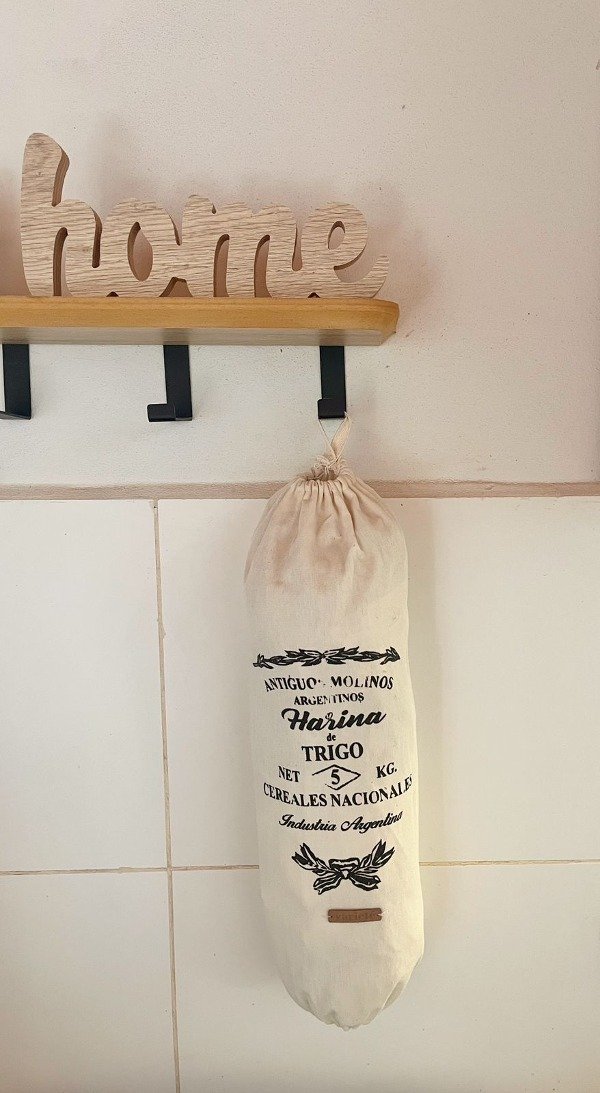 home
ANTIGUOS MOLINOS
ARGENTINOS
Harina
de
TRIGO
NET 5 KG.
CEREALES NACIONALES
Industria Argentina